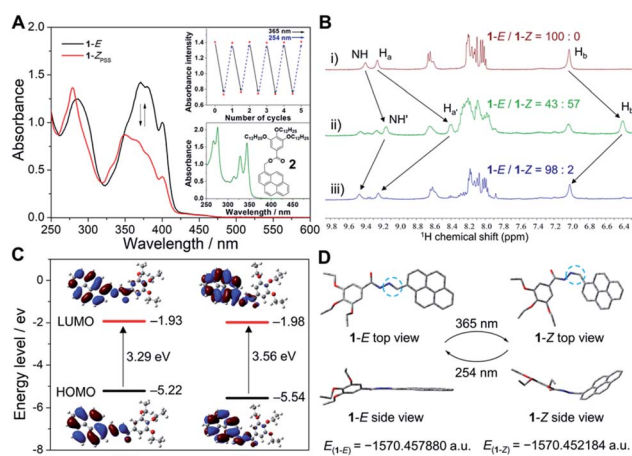 A
1-E
1-ZPSS
Absorbance
2.5
2.0
1.5
1.0
0.5
0.0
250 300 350 400 450 500 550 600
Wavelength / nm
Absorbance intensity
1.4
1.2
1.0
0.8
365 nm
254 nm
0 1 2 3 4 5
Number of cycles
OC12H25
C12H25O
OC12H25
O
O
2
250 300 350 400 450
Wavelength / nm
B
i)
NH
Ha
1-E / 1-Z = 100 : 0
Hb
ii)
NH'
Ha'
1-E / 1-Z = 43 : 57
iii)
1-E / 1-Z = 98 : 2
9.8 9.6 9.4 9.2 9.0 8.8 8.6 8.4 8.2 8.0 7.8 7.6 7.4 7.2 7.0 6.8 6.6 6.4
1H chemical shift (ppm)
C
Energy level / ev
0
−2
−4
−6
−8
LUMO
−1.93
−1.98
3.29 eV
3.56 eV
HOMO
−5.22
−5.54
D
1-E top view
365 nm
1-Z top view
254 nm
1-E side view
1-Z side view
E(1-E) = −1570.457880 a.u.
E(1-Z) = −1570.452184 a.u.